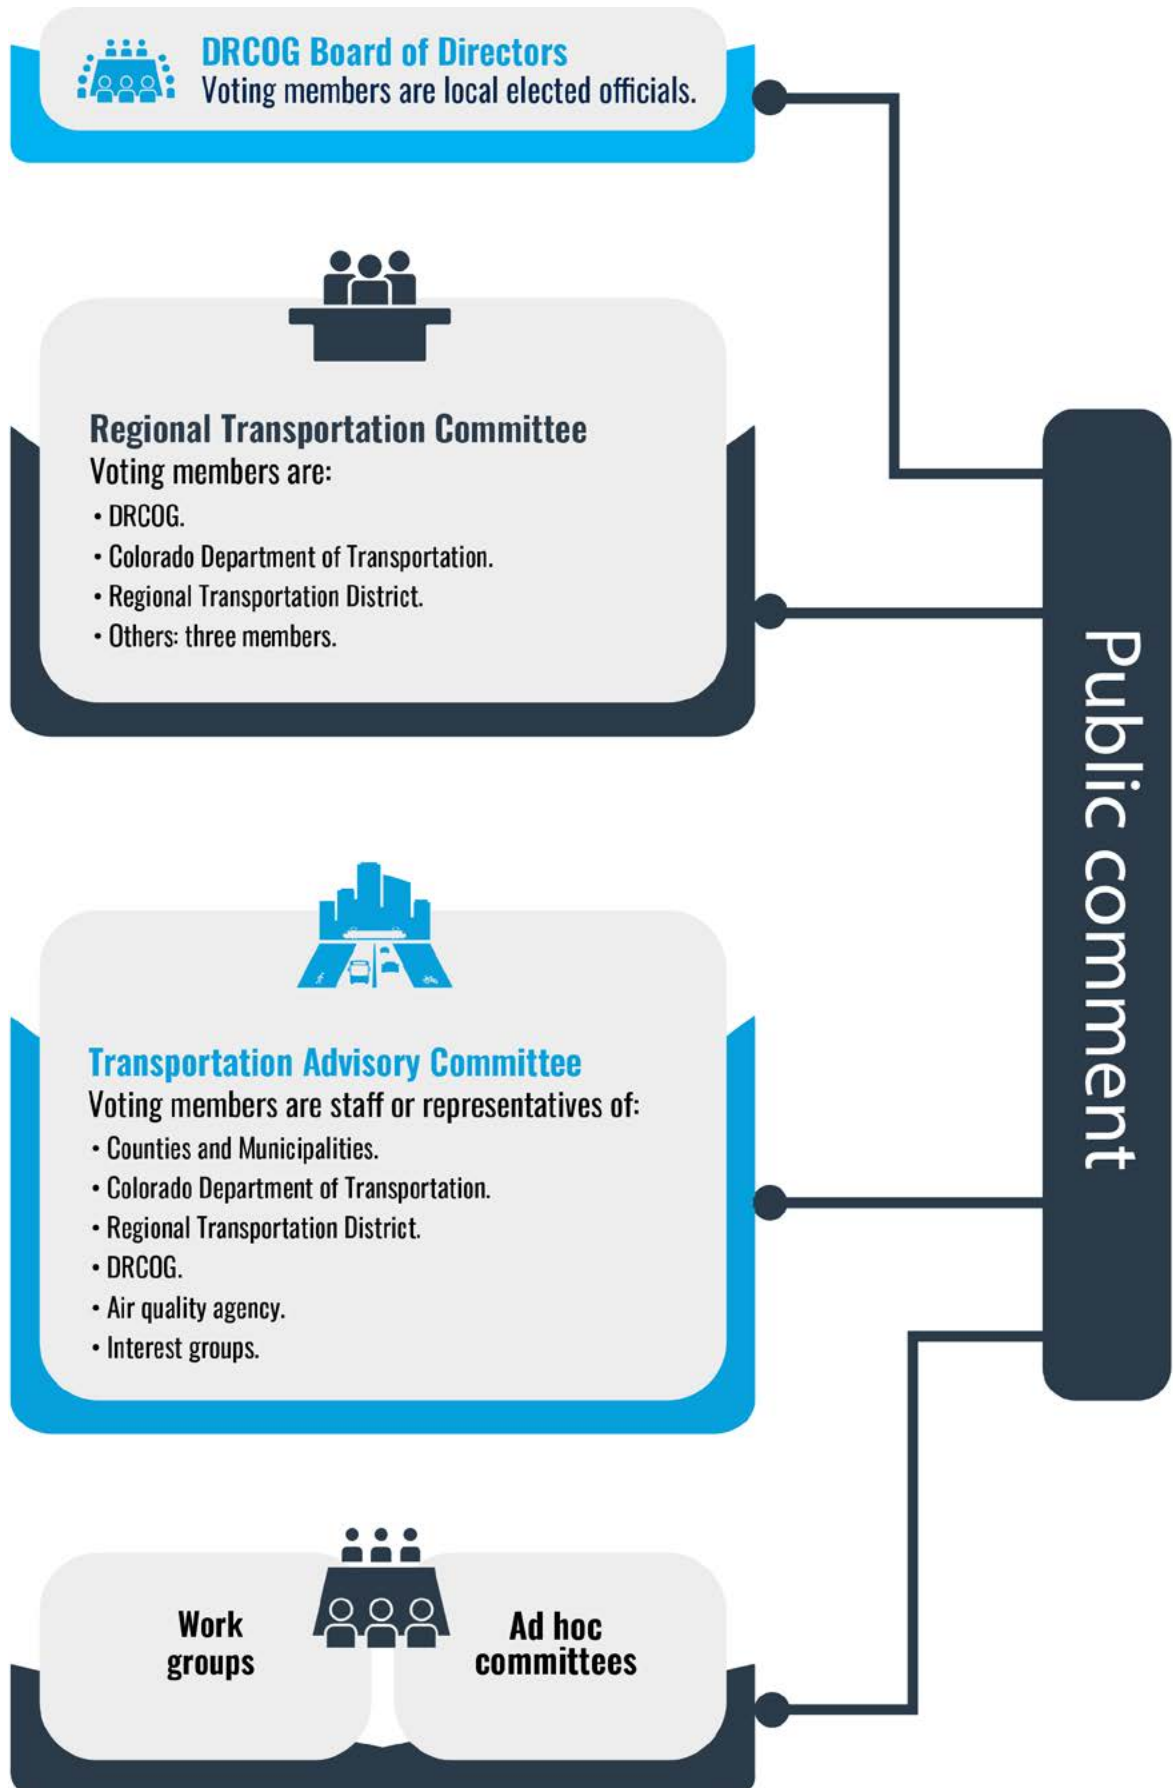 DRCOG Board of Directors
Voting members are local elected officials.
Regional Transportation Committee
Voting members are:
• DRCOG.
• Colorado Department of Transportation.
• Regional Transportation District.
• Others: three members.
Public comment
Transportation Advisory Committee
Voting members are staff or representatives of:
• Counties and Municipalities.
• Colorado Department of Transportation.
• Regional Transportation District.
• DRCOG.
• Air quality agency.
• Interest groups.
Work
groups
Ad hoc
committees